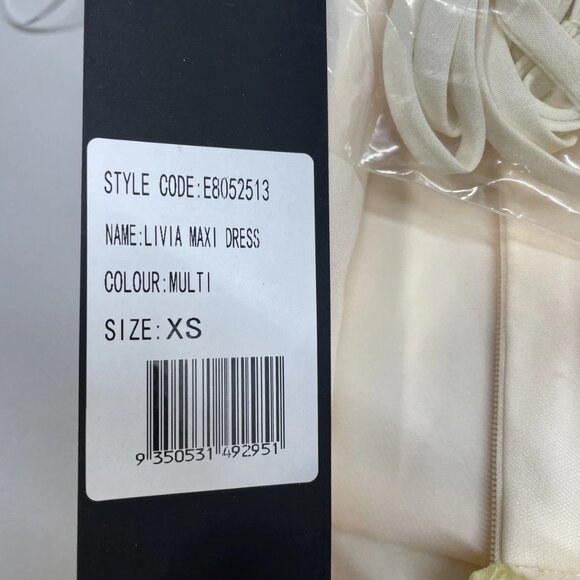 STYLE CODE:E8052513
NAME:LIVIA MAXI DRESS
COLOUR:MULTI
SIZE:XS
9 350531 492951